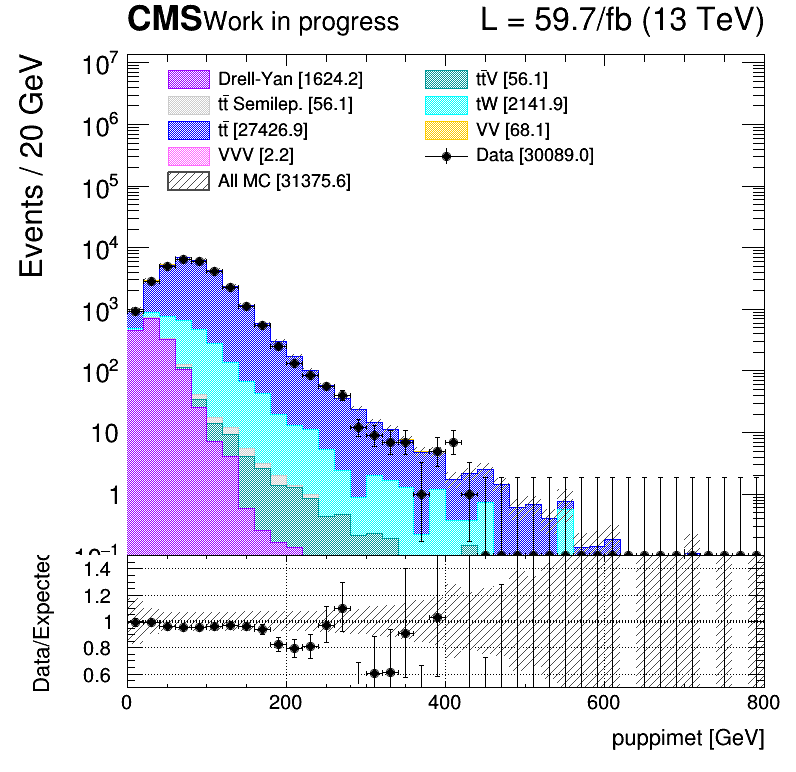 CMS Work in progress L = 59.7/fb (13 TeV)
Events / 20 GeV
10⁷
10⁶
10⁵
10⁴
10³
10²
10
1
10⁻¹
Drell-Yan [1624.2]
tt̄ Semilep. [56.1]
tt̄ [27426.9]
VVV [2.2]
All MC [31375.6]
tt̄V [56.1]
tW [2141.9]
VV [68.1]
Data [30089.0]
Data/Expected
1.4
1.2
1
0.8
0.6
0 200 400 600 800
puppimet [GeV]